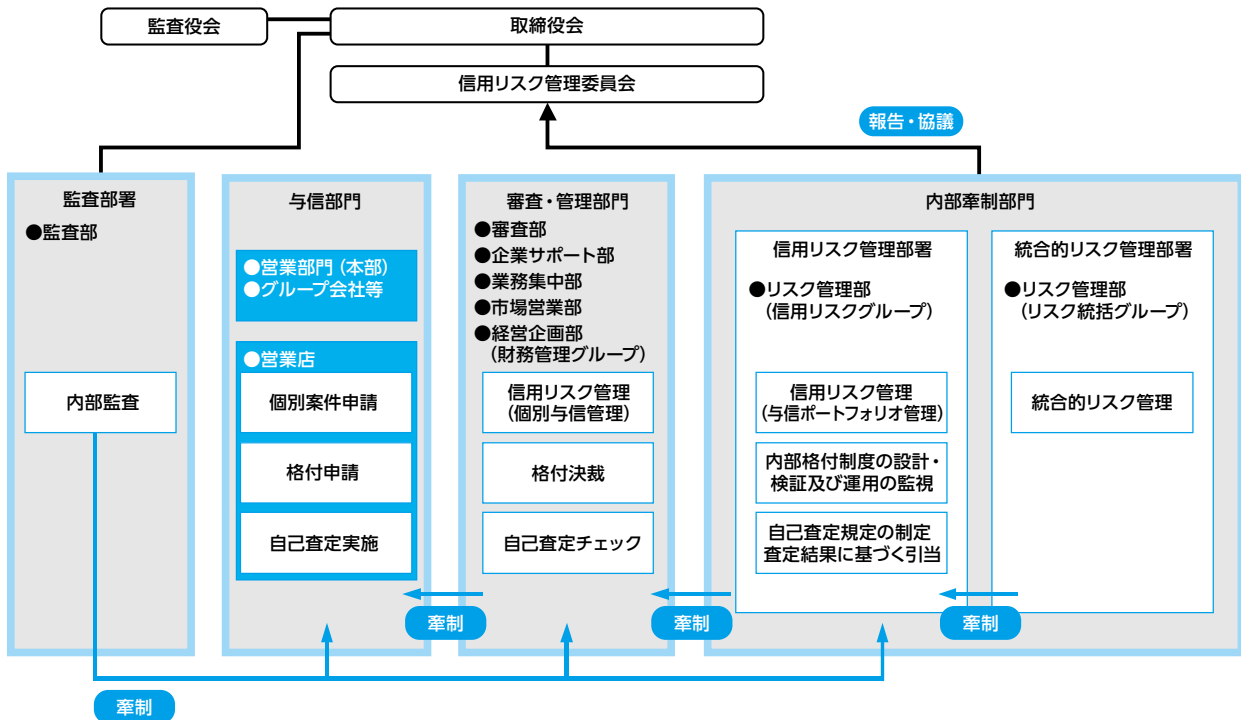 監査役会
取締役会
信用リスク管理委員会
報告・協議
監査部署
●監査部
内部監査
与信部門
●営業部門（本部）
●グループ会社等
●営業店
個別案件申請
格付申請
自己査定実施
審査・管理部門
●審査部
●企業サポート部
●業務集中部
●市場営業部
●経営企画部
（財務管理グループ）
信用リスク管理
（個別与信管理）
格付決裁
自己査定チェック
内部牽制部門
信用リスク管理部署
●リスク管理部
（信用リスクグループ）
信用リスク管理
（与信ポートフォリオ管理）
内部格付制度の設計・
検証及び運用の監視
自己査定規定の制定
査定結果に基づく引当
統合的リスク管理部署
●リスク管理部
（リスク統括グループ）
統合的リスク管理
牽制
牽制
牽制
牽制